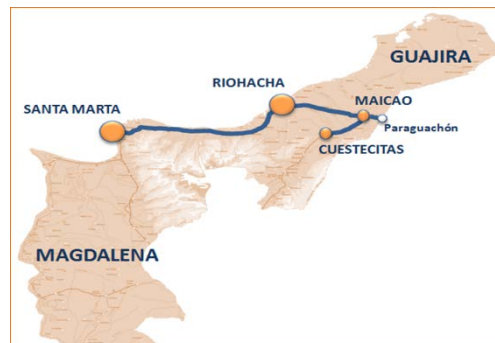 GUAJIRA
RIOHACHA
MAICAO
SANTA MARTA
Paraguachón
CUESTECITAS
MAGDALENA